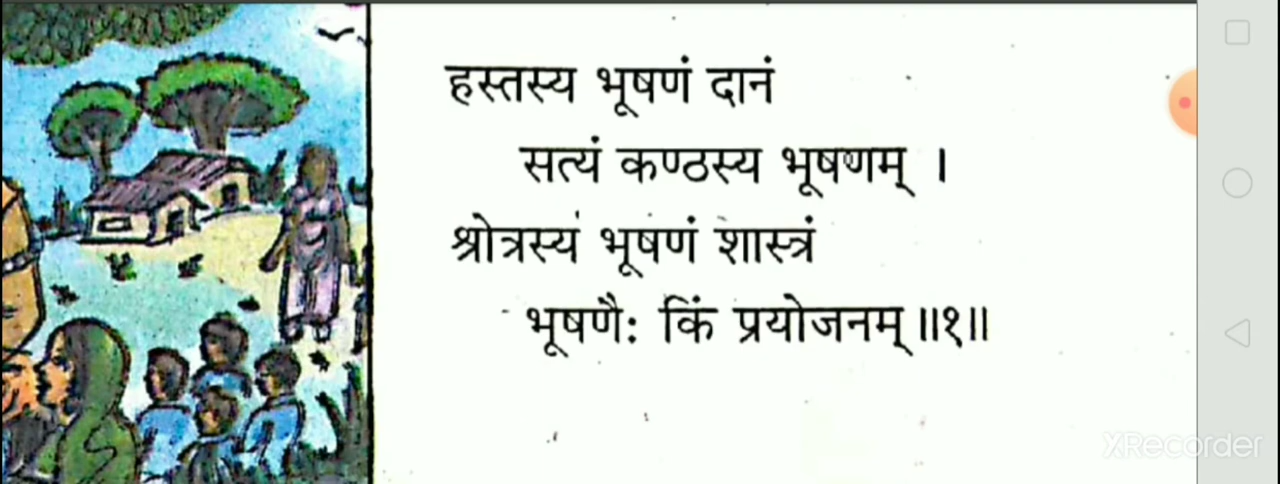 हस्तस्य भूषणं दानं
सत्यं कण्ठस्य भूषणम् ।
श्रोत्रस्य भूषणं शास्त्रं
भूषणैः किं प्रयोजनम् ॥१॥
XRecorder